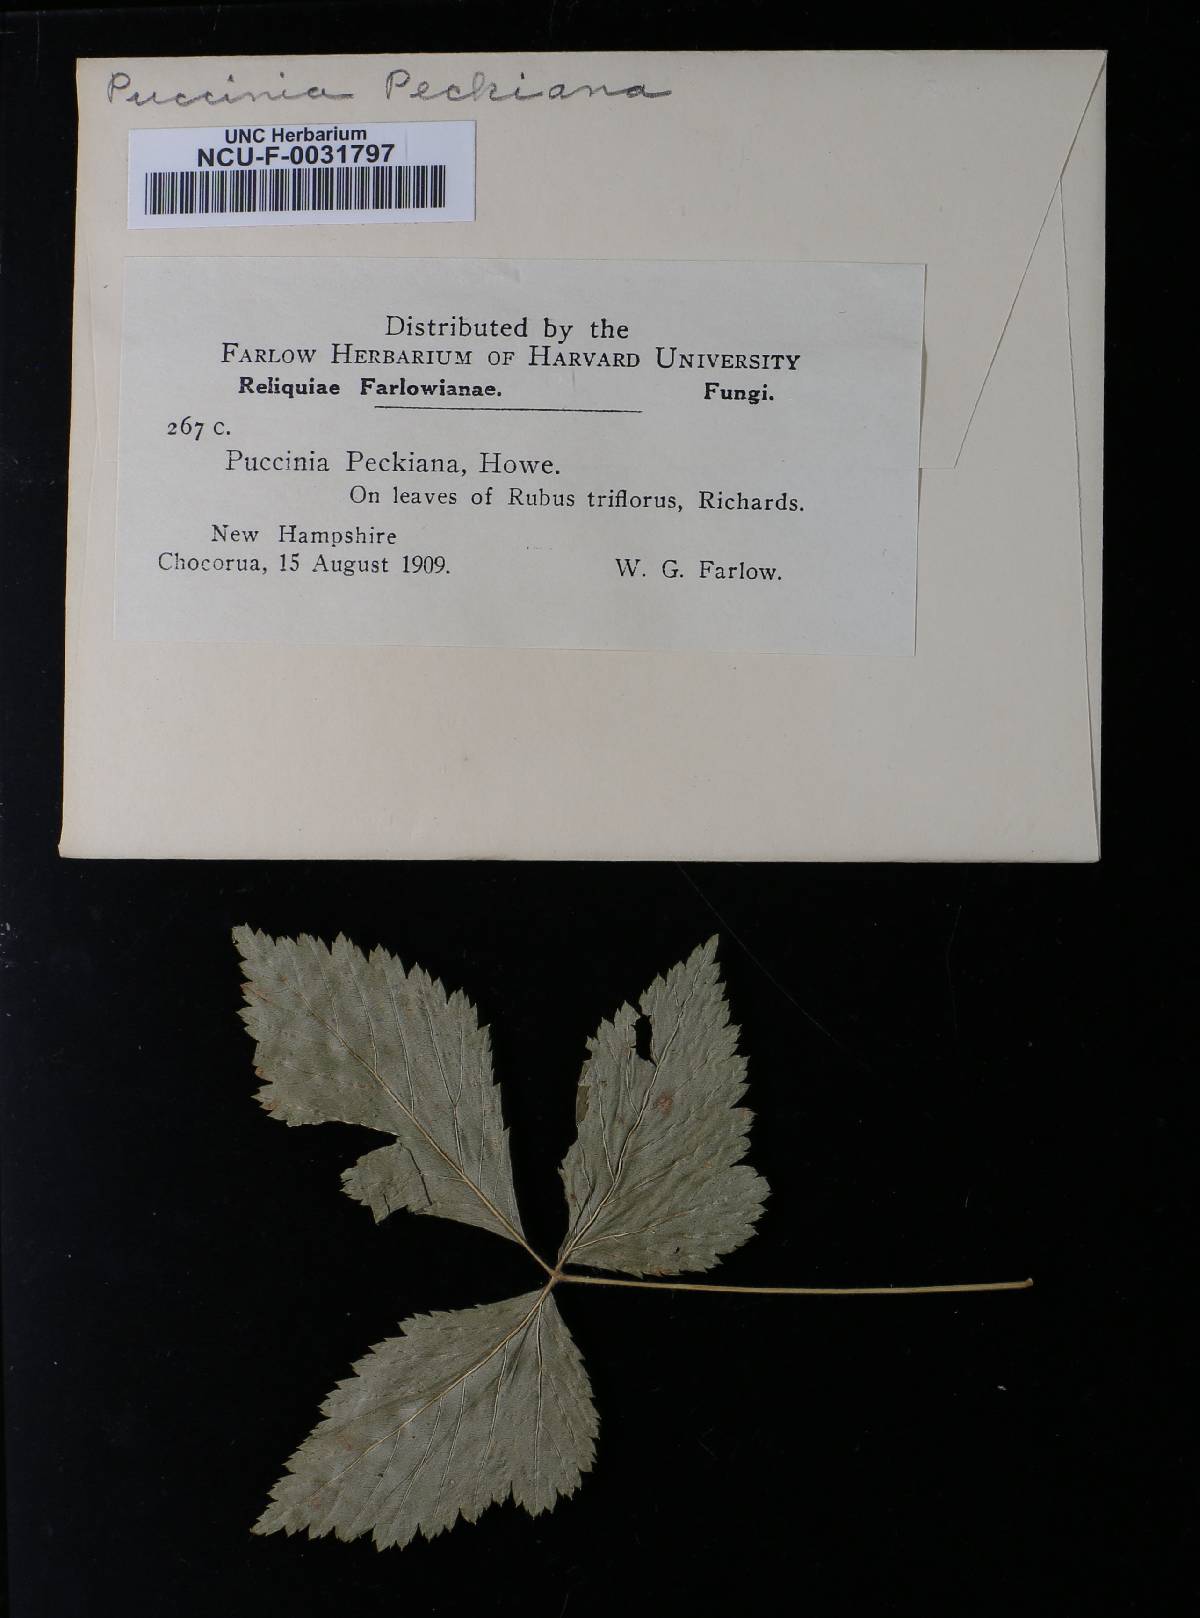 Puccinia Peckiana
UNC Herbarium
NCU-F-0031797
Distributed by the
FARLOW HERBARIUM OF HARVARD UNIVERSITY
Reliquiae Farlowianae. Fungi.
267 c.
Puccinia Peckiana, Howe.
On leaves of Rubus triflorus, Richards.
New Hampshire
Chocorua, 15 August 1909. W. G. Farlow.